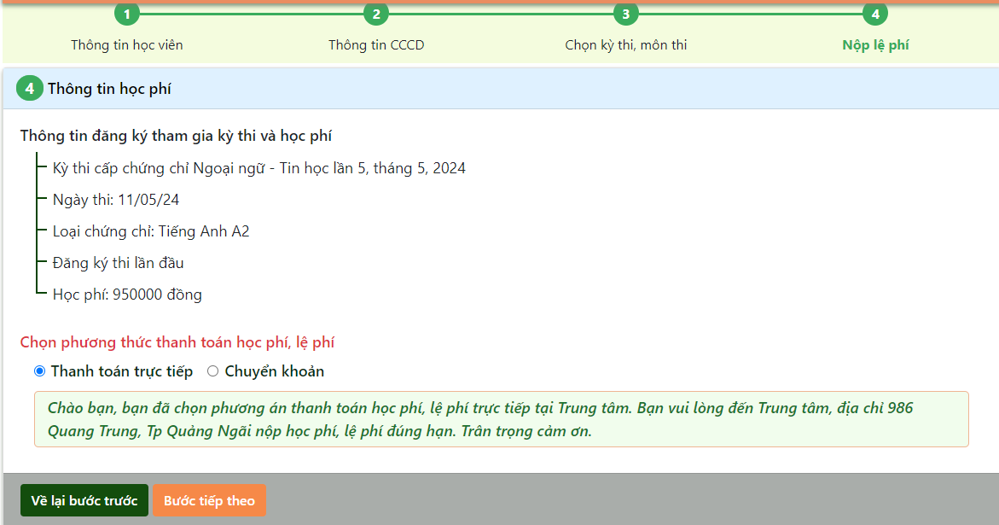 1 2 3 4
Thông tin học viên Thông tin CCCD Chọn kỳ thi, môn thi Nộp lệ phí
4 Thông tin học phí
Thông tin đăng ký tham gia kỳ thi và học phí
Kỳ thi cấp chứng chỉ Ngoại ngữ - Tin học lần 5, tháng 5, 2024
Ngày thi: 11/05/24
Loại chứng chỉ: Tiếng Anh A2
Đăng ký thi lần đầu
Học phí: 950000 đồng
Chọn phương thức thanh toán học phí, lệ phí
Thanh toán trực tiếp Chuyển khoản
Chào bạn, bạn đã chọn phương án thanh toán học phí, lệ phí trực tiếp tại Trung tâm. Bạn vui lòng đến Trung tâm, địa chỉ 986
Quang Trung, Tp Quảng Ngãi nộp học phí, lệ phí đúng hạn. Trân trọng cảm ơn.
Về lại bước trước Bước tiếp theo